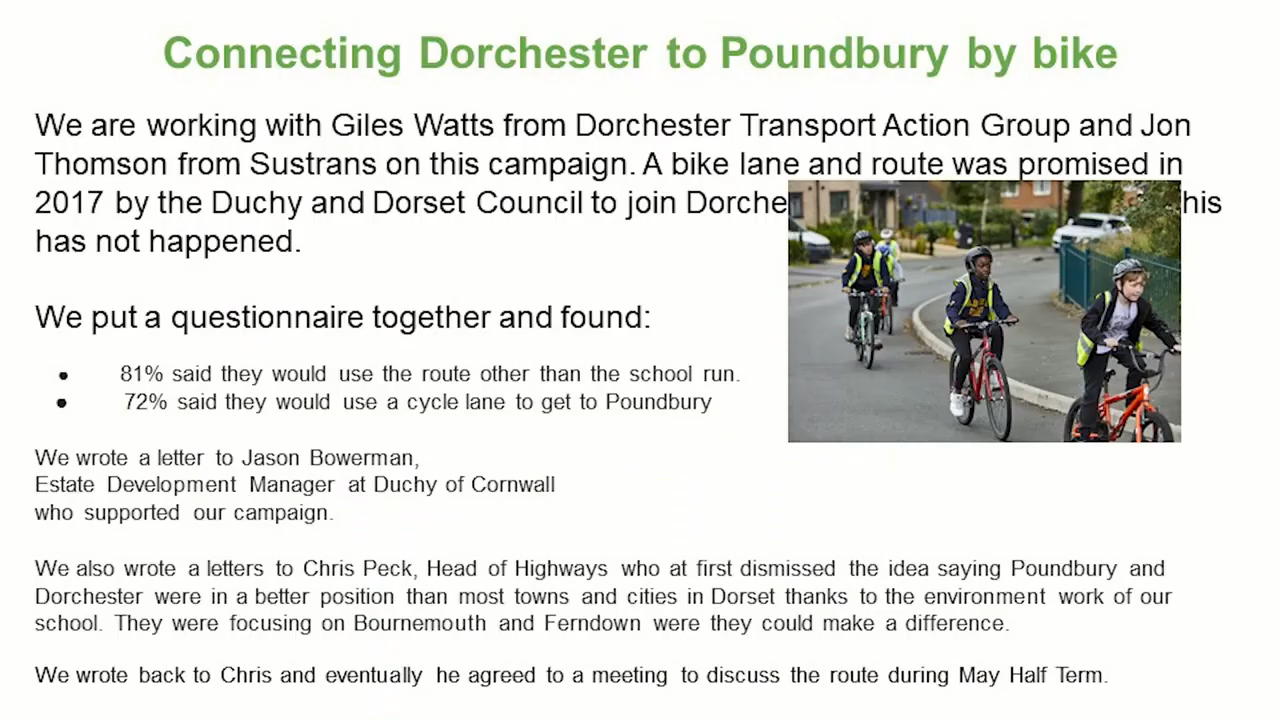 Connecting Dorchester to Poundbury by bike
We are working with Giles Watts from Dorchester Transport Action Group and Jon
Thomson from Sustrans on this campaign. A bike lane and route was promised in
2017 by the Duchy and Dorset Council to join Dorche his
has not happened.
We put a questionnaire together and found:
● 81% said they would use the route other than the school run.
● 72% said they would use a cycle lane to get to Poundbury
We wrote a letter to Jason Bowerman,
Estate Development Manager at Duchy of Cornwall
who supported our campaign.
We also wrote a letters to Chris Peck, Head of Highways who at first dismissed the idea saying Poundbury and
Dorchester were in a better position than most towns and cities in Dorset thanks to the environment work of our
school. They were focusing on Bournemouth and Ferndown were they could make a difference.
We wrote back to Chris and eventually he agreed to a meeting to discuss the route during May Half Term.